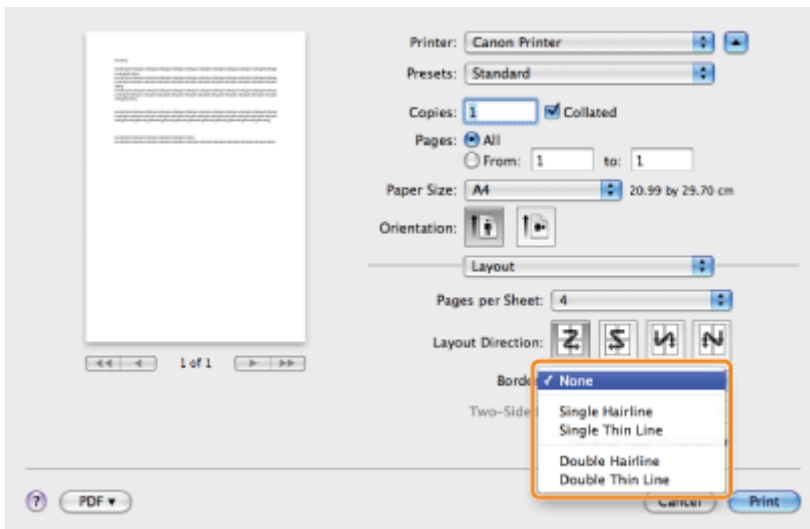 Printer: Canon Printer
Presets: Standard
Copies: 1 Collated
Pages: All
From: 1 to: 1
Paper Size: A4 20.99 by 29.70 cm
Orientation:
Layout
Pages per Sheet: 4
Layout Direction:
Border ✓ None
Two-Sided
Single Hairline
Single Thin Line
Double Hairline
Double Thin Line
1 of 1
? PDF ▼ Cancel Print